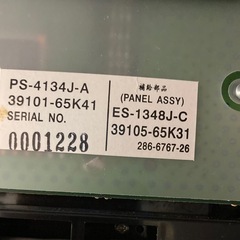 PS-4134J-A
39101-65K41
SERIAL NO.
0001228
補給部品
(PANEL ASSY)
ES-1348J-C
39105-65K31
286-6767-26